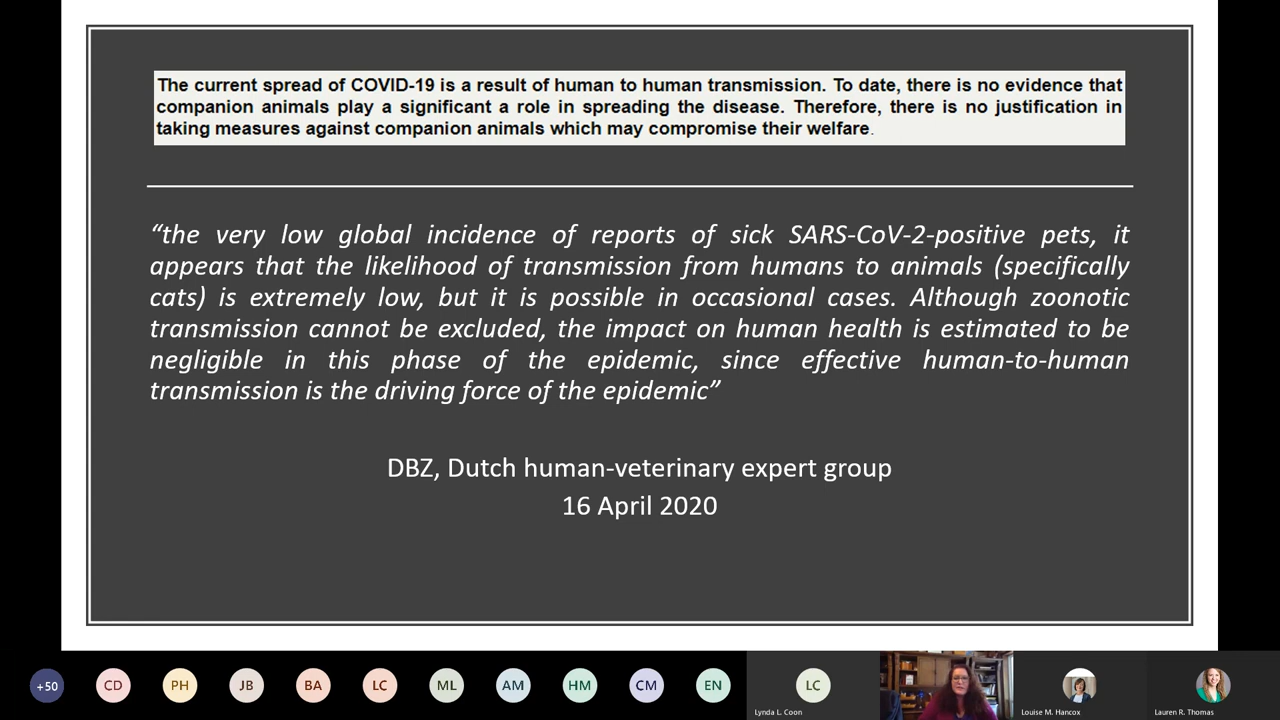 The current spread of COVID-19 is a result of human to human transmission. To date, there is no evidence that
companion animals play a significant a role in spreading the disease. Therefore, there is no justification in
taking measures against companion animals which may compromise their welfare.
“the very low global incidence of reports of sick SARS-CoV-2-positive pets, it
appears that the likelihood of transmission from humans to animals (specifically
cats) is extremely low, but it is possible in occasional cases. Although zoonotic
transmission cannot be excluded, the impact on human health is estimated to be
negligible in this phase of the epidemic, since effective human-to-human
transmission is the driving force of the epidemic”
DBZ, Dutch human-veterinary expert group
16 April 2020
+50 CD PH JB BA LC ML AM HM CM EN LC
Lynda L. Coon Louise M. Hancox Lauren R. Thomas